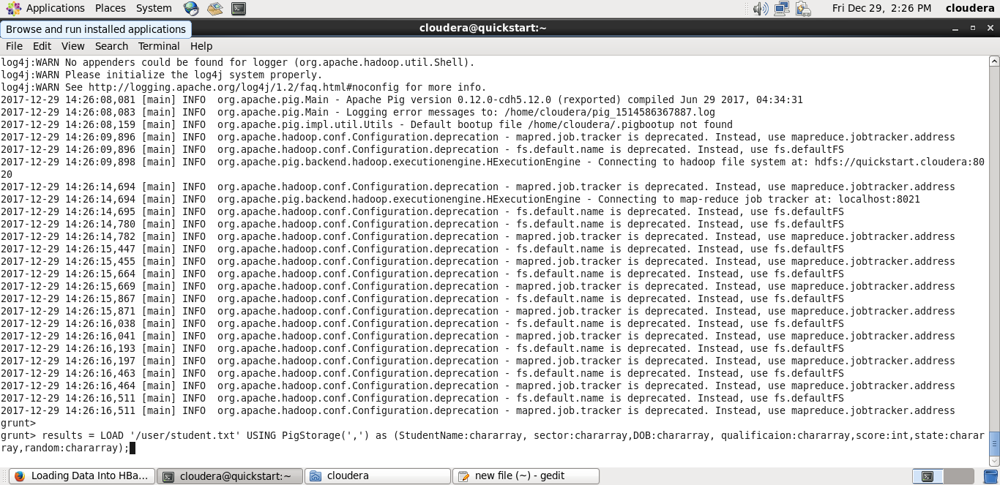 Applications Places System Fri Dec 29, 2:26 PM cloudera
Browse and run installed applications cloudera@quickstart:~
File Edit View Search Terminal Help
log4j:WARN No appenders could be found for logger (org.apache.hadoop.util.Shell).
log4j:WARN Please initialize the log4j system properly.
log4j:WARN See http://logging.apache.org/log4j/1.2/faq.html#noconfig for more info.
2017-12-29 14:26:08,081 [main] INFO  org.apache.pig.Main - Apache Pig version 0.12.0-cdh5.12.0 (rexported) compiled Jun 29 2017, 04:34:31
2017-12-29 14:26:08,083 [main] INFO  org.apache.pig.Main - Logging error messages to: /home/cloudera/pig_1514586367887.log
2017-12-29 14:26:08,159 [main] INFO  org.apache.pig.impl.util.Utils - Default bootup file /home/cloudera/.pigbootup not found
2017-12-29 14:26:09,896 [main] INFO  org.apache.hadoop.conf.Configuration.deprecation - mapred.job.tracker is deprecated. Instead, use mapreduce.jobtracker.address
2017-12-29 14:26:09,896 [main] INFO  org.apache.hadoop.conf.Configuration.deprecation - fs.default.name is deprecated. Instead, use fs.defaultFS
2017-12-29 14:26:09,898 [main] INFO  org.apache.pig.backend.hadoop.executionengine.HExecutionEngine - Connecting to hadoop file system at: hdfs://quickstart.cloudera:80
20
2017-12-29 14:26:14,694 [main] INFO  org.apache.hadoop.conf.Configuration.deprecation - mapred.job.tracker is deprecated. Instead, use mapreduce.jobtracker.address
2017-12-29 14:26:14,694 [main] INFO  org.apache.pig.backend.hadoop.executionengine.HExecutionEngine - Connecting to map-reduce job tracker at: localhost:8021
2017-12-29 14:26:14,695 [main] INFO  org.apache.hadoop.conf.Configuration.deprecation - fs.default.name is deprecated. Instead, use fs.defaultFS
2017-12-29 14:26:14,780 [main] INFO  org.apache.hadoop.conf.Configuration.deprecation - fs.default.name is deprecated. Instead, use fs.defaultFS
2017-12-29 14:26:14,782 [main] INFO  org.apache.hadoop.conf.Configuration.deprecation - mapred.job.tracker is deprecated. Instead, use mapreduce.jobtracker.address
2017-12-29 14:26:15,447 [main] INFO  org.apache.hadoop.conf.Configuration.deprecation - fs.default.name is deprecated. Instead, use fs.defaultFS
2017-12-29 14:26:15,455 [main] INFO  org.apache.hadoop.conf.Configuration.deprecation - mapred.job.tracker is deprecated. Instead, use mapreduce.jobtracker.address
2017-12-29 14:26:15,664 [main] INFO  org.apache.hadoop.conf.Configuration.deprecation - fs.default.name is deprecated. Instead, use fs.defaultFS
2017-12-29 14:26:15,669 [main] INFO  org.apache.hadoop.conf.Configuration.deprecation - mapred.job.tracker is deprecated. Instead, use mapreduce.jobtracker.address
2017-12-29 14:26:15,867 [main] INFO  org.apache.hadoop.conf.Configuration.deprecation - fs.default.name is deprecated. Instead, use fs.defaultFS
2017-12-29 14:26:15,871 [main] INFO  org.apache.hadoop.conf.Configuration.deprecation - mapred.job.tracker is deprecated. Instead, use mapreduce.jobtracker.address
2017-12-29 14:26:16,038 [main] INFO  org.apache.hadoop.conf.Configuration.deprecation - fs.default.name is deprecated. Instead, use fs.defaultFS
2017-12-29 14:26:16,041 [main] INFO  org.apache.hadoop.conf.Configuration.deprecation - mapred.job.tracker is deprecated. Instead, use mapreduce.jobtracker.address
2017-12-29 14:26:16,193 [main] INFO  org.apache.hadoop.conf.Configuration.deprecation - fs.default.name is deprecated. Instead, use fs.defaultFS
2017-12-29 14:26:16,197 [main] INFO  org.apache.hadoop.conf.Configuration.deprecation - mapred.job.tracker is deprecated. Instead, use mapreduce.jobtracker.address
2017-12-29 14:26:16,463 [main] INFO  org.apache.hadoop.conf.Configuration.deprecation - fs.default.name is deprecated. Instead, use fs.defaultFS
2017-12-29 14:26:16,464 [main] INFO  org.apache.hadoop.conf.Configuration.deprecation - mapred.job.tracker is deprecated. Instead, use mapreduce.jobtracker.address
2017-12-29 14:26:16,511 [main] INFO  org.apache.hadoop.conf.Configuration.deprecation - fs.default.name is deprecated. Instead, use fs.defaultFS
2017-12-29 14:26:16,511 [main] INFO  org.apache.hadoop.conf.Configuration.deprecation - mapred.job.tracker is deprecated. Instead, use mapreduce.jobtracker.address
grunt>
grunt> results = LOAD '/user/student.txt' USING PigStorage(',') as (StudentName:chararray, sector:chararray,DOB:chararray, qualificaion:chararray,score:int,state:charar
ray,random:chararray);
Loading Data Into HBa... cloudera@quickstart:~ cloudera new file (~) - gedit